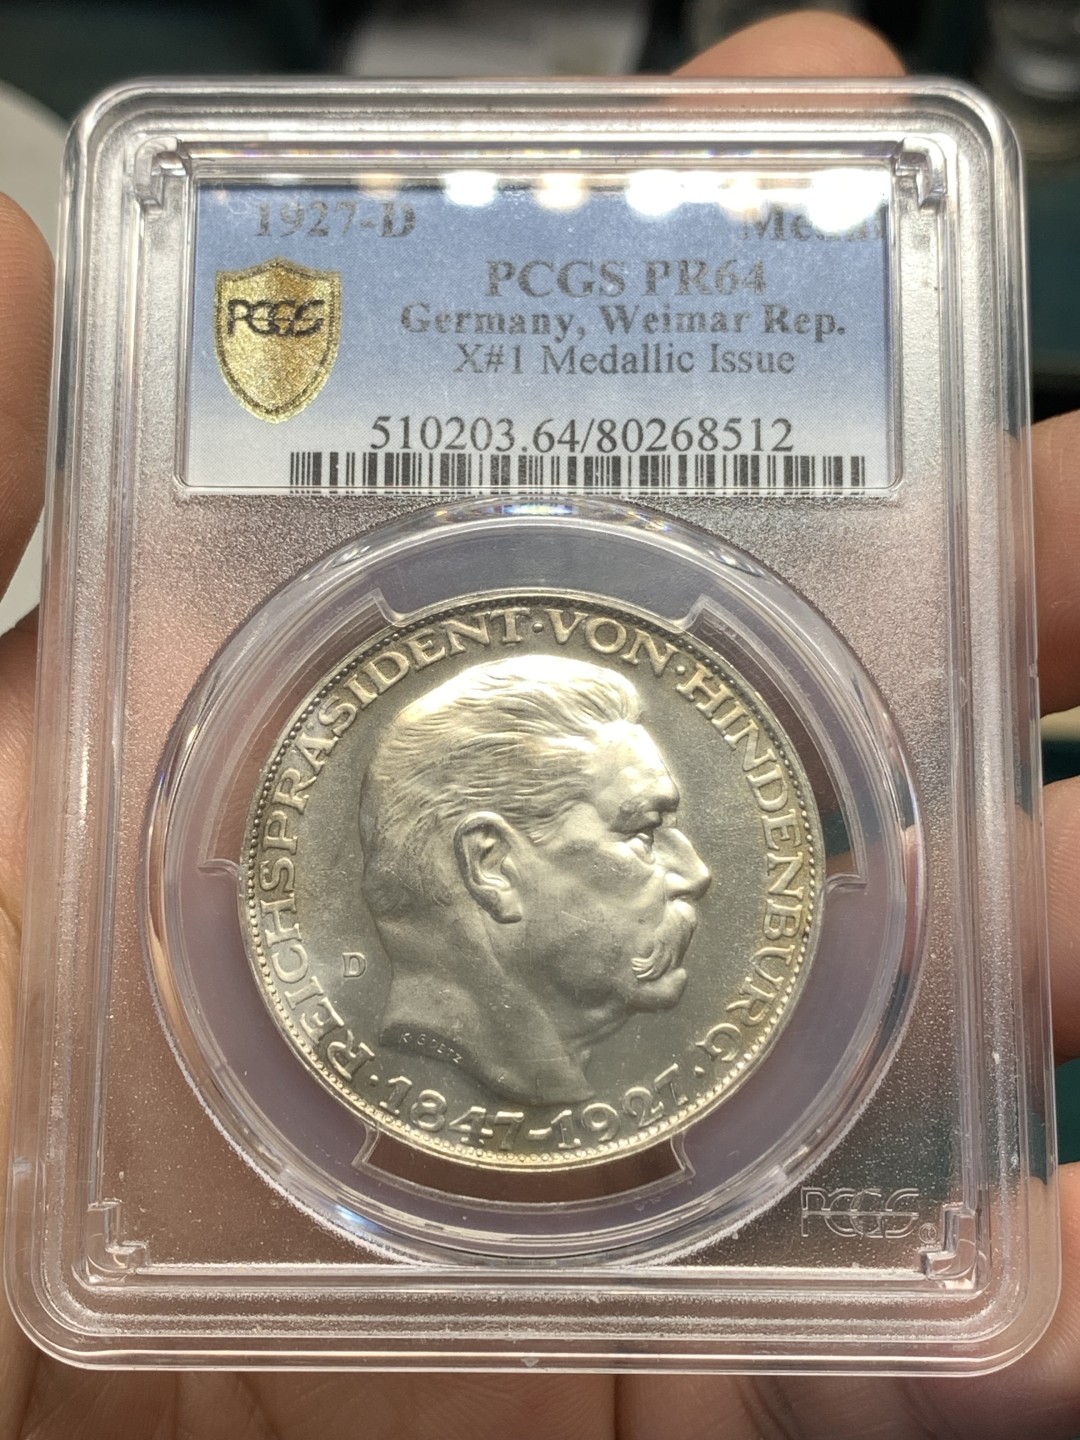 1927-D Medal
PCGS PR64
PCGS
Germany, Weimar Rep.
X#1 Medallic Issue
510203.64/80268512
REICHSPRÄSIDENT·VON·HINDENBURG·
D
K GOETZ
·1847-1927·
PCGS